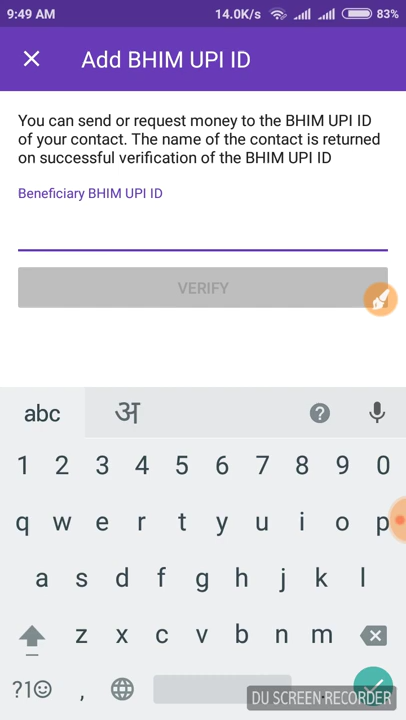 9:49 AM 14.0K/s 83%
Add BHIM UPI ID
You can send or request money to the BHIM UPI ID
of your contact. The name of the contact is returned
on successful verification of the BHIM UPI ID
Beneficiary BHIM UPI ID
VERIFY
abc अ ?
1 2 3 4 5 6 7 8 9 0
q w e r t y u i o p
a s d f g h j k l
z x c v b n m
?1☺ ,
DU SCREEN RECORDER